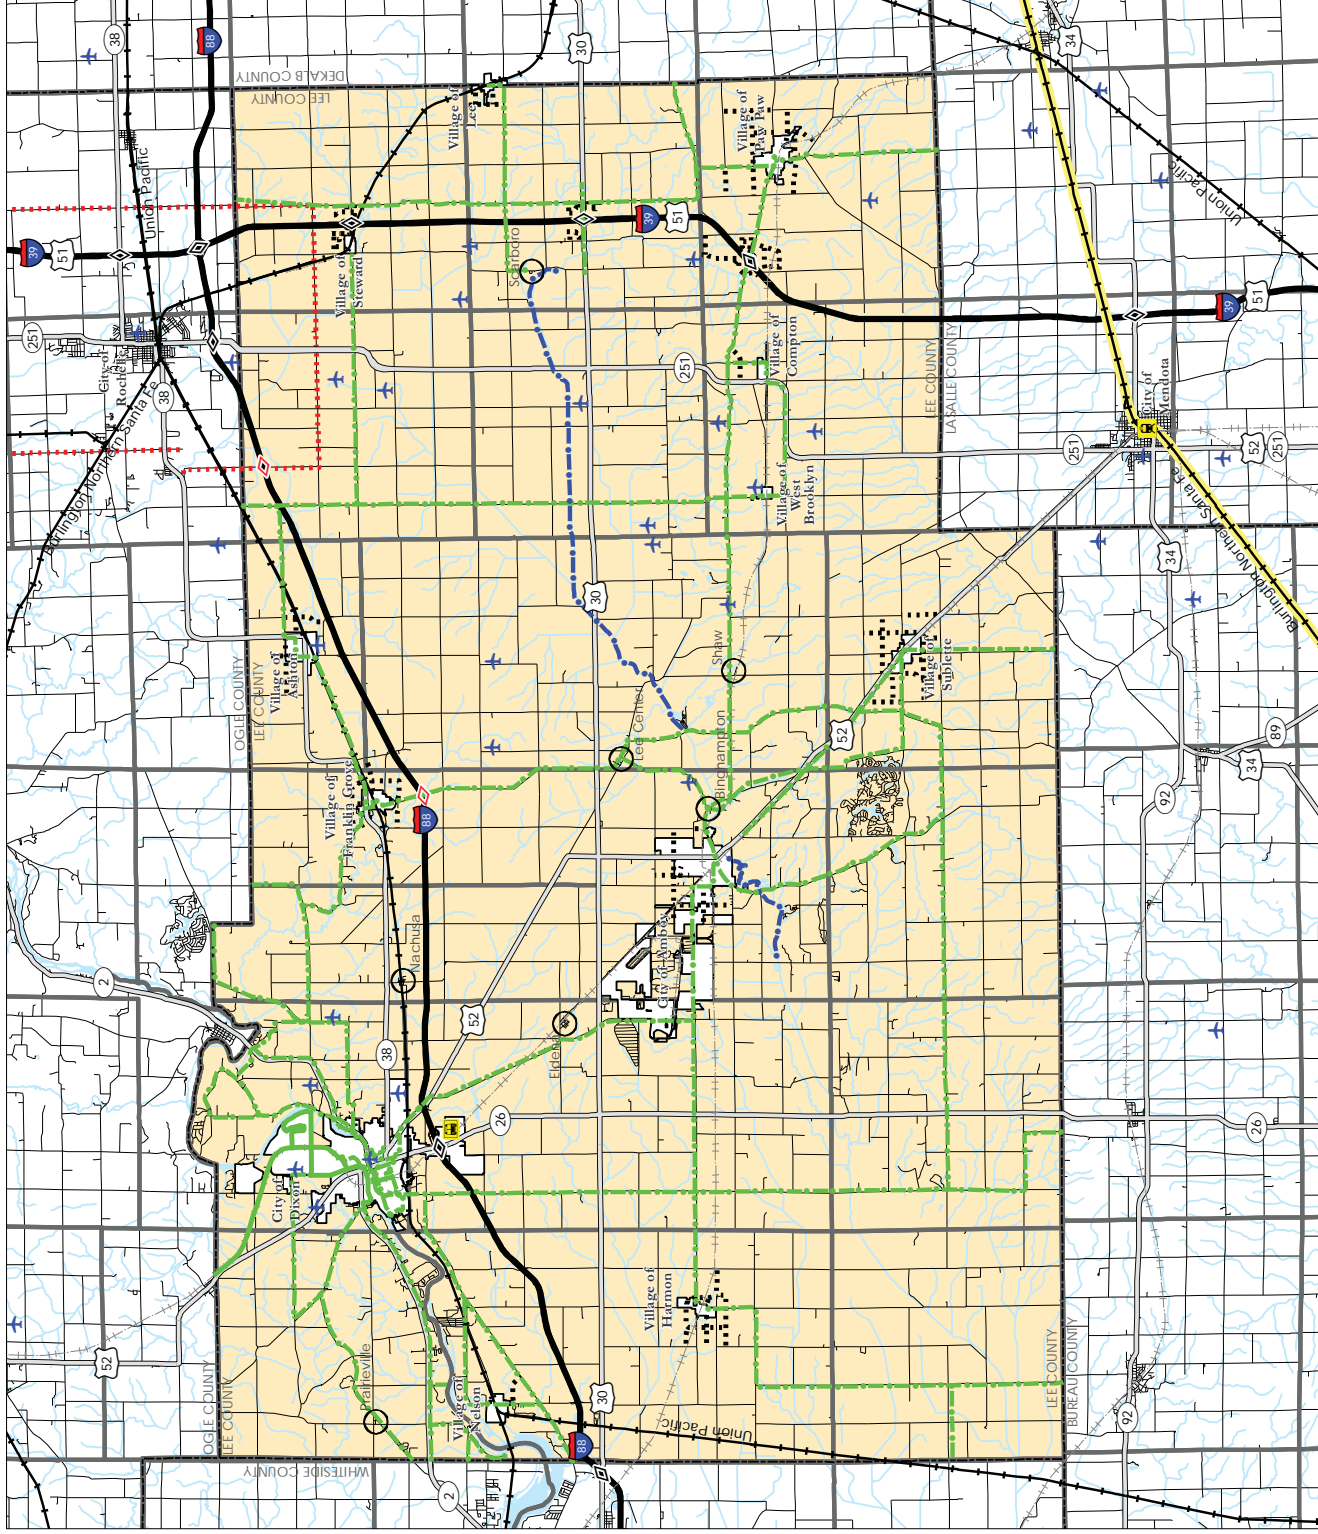 38
88
30
34
DEKALB COUNTY
LEE COUNTY
Village of
Lee
Village of
Paw Paw
Union Pacific
39
51
39
51
Union Pacific
Village of
Steward
Scarboro
251
City of
Rochelle
38
Burlington Northern Santa Fe
251
Village of
Compton
LEE COUNTY
LASALLE COUNTY
39
51
City of
Mendota
251
52
251
Village of
West
Brooklyn
30
34
Burlington Northern Santa Fe
OGLE COUNTY
LEE COUNTY
Village of
Ashton
Shaw
Village of
Sublette
Lee Center
Binghampton
52
89
34
92
Village of
Franklin Grove
88
Nachusa
City of Amboy
2
52
Eldena
38
26
26
City of
Dixon
Village of
Harmon
52
Prairieville
Village of
Nelson
30
Union Pacific
OGLE COUNTY
LEE COUNTY
LEE COUNTY
BUREAU COUNTY
92
WHITESIDE COUNTY
88
2